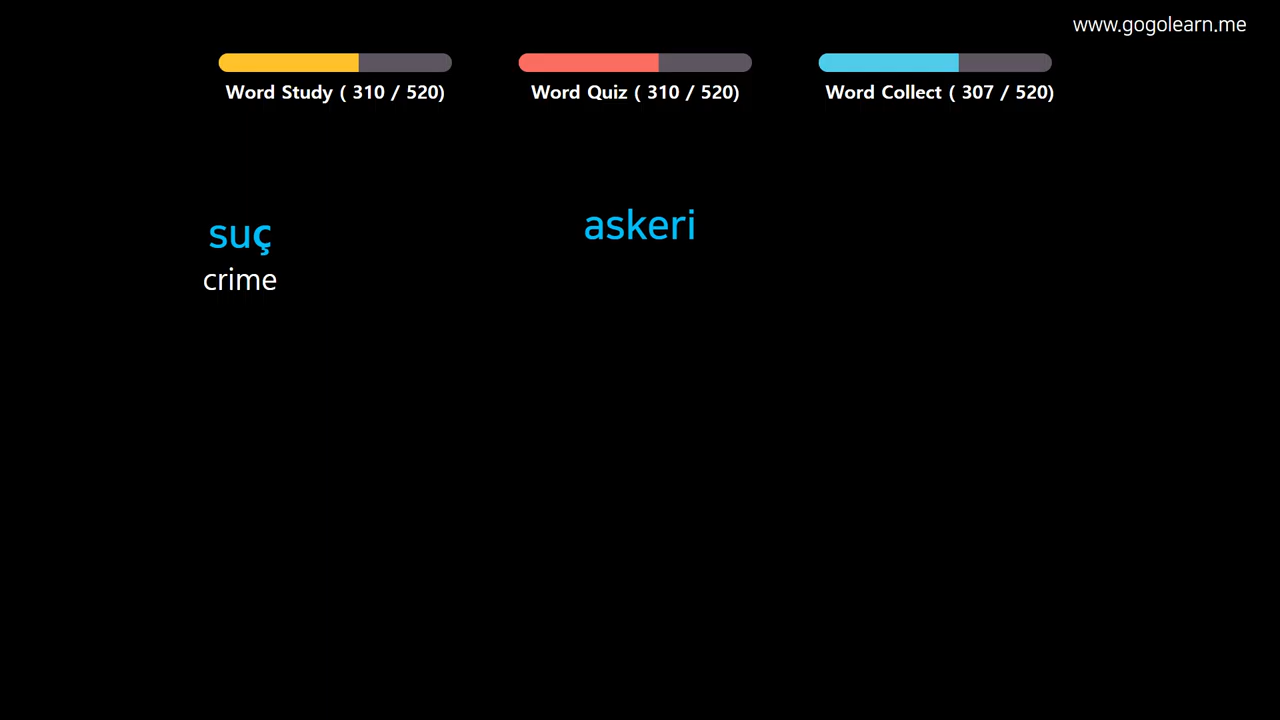 www.gogolearn.me
Word Study ( 310 / 520)
Word Quiz ( 310 / 520)
Word Collect ( 307 / 520)
suç
crime
askeri